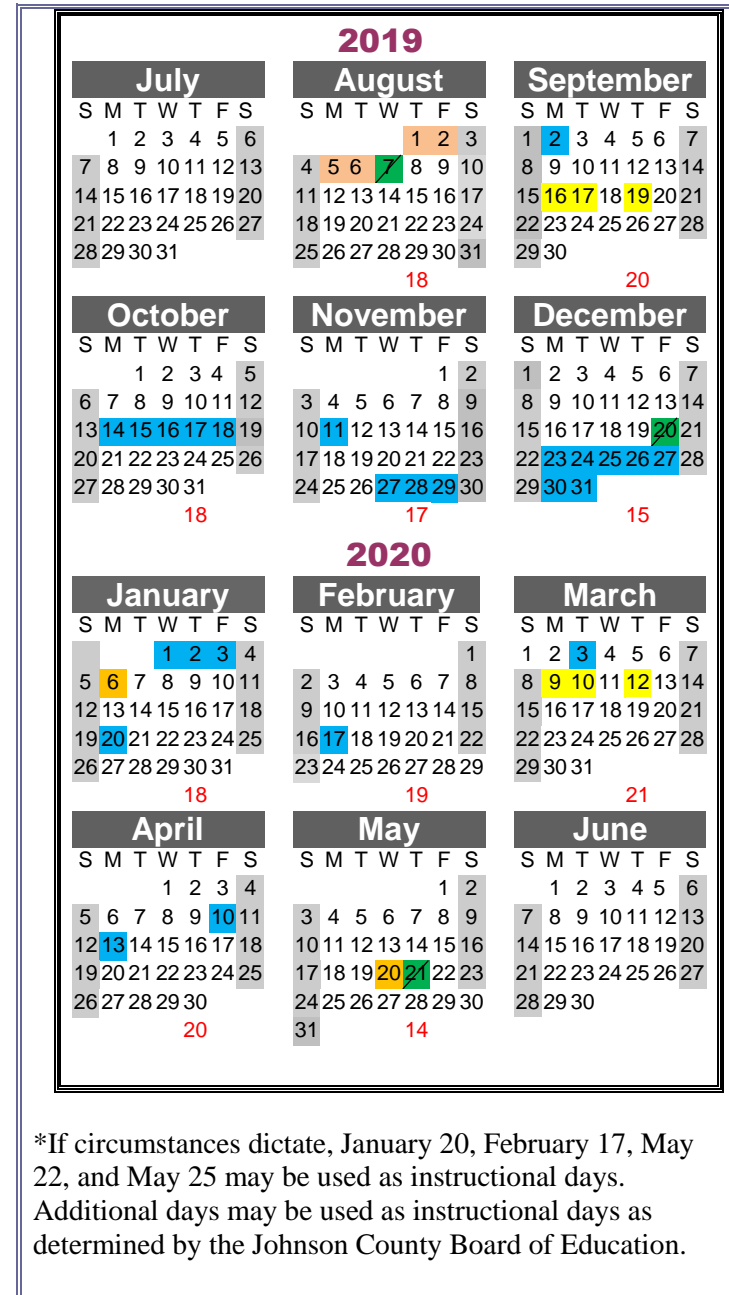 2019
July August September
S M T W T F S S M T W T F S S M T W T F S
1 2 3 4 5 6 1 2 3 1 2 3 4 5 6 7
7 8 9 10 11 12 13 4 5 6 7 8 9 10 8 9 10 11 12 13 14
14 15 16 17 18 19 20 11 12 13 14 15 16 17 15 16 17 18 19 20 21
21 22 23 24 25 26 27 18 19 20 21 22 23 24 22 23 24 25 26 27 28
28 29 30 31 25 26 27 28 29 30 31 29 30
18 20
October November December
S M T W T F S S M T W T F S S M T W T F S
1 2 3 4 5 1 2 1 2 3 4 5 6 7
6 7 8 9 10 11 12 3 4 5 6 7 8 9 8 9 10 11 12 13 14
13 14 15 16 17 18 19 10 11 12 13 14 15 16 15 16 17 18 19 20 21
20 21 22 23 24 25 26 17 18 19 20 21 22 23 22 23 24 25 26 27 28
27 28 29 30 31 24 25 26 27 28 29 30 29 30 31
18 17 15
2020
January February March
S M T W T F S S M T W T F S S M T W T F S
1 2 3 4 1 1 2 3 4 5 6 7
5 6 7 8 9 10 11 2 3 4 5 6 7 8 8 9 10 11 12 13 14
12 13 14 15 16 17 18 9 10 11 12 13 14 15 15 16 17 18 19 20 21
19 20 21 22 23 24 25 16 17 18 19 20 21 22 22 23 24 25 26 27 28
26 27 28 29 30 31 23 24 25 26 27 28 29 29 30 31
18 19 21
April May June
S M T W T F S S M T W T F S S M T W T F S
1 2 3 4 1 2 1 2 3 4 5 6
5 6 7 8 9 10 11 3 4 5 6 7 8 9 7 8 9 10 11 12 13
12 13 14 15 16 17 18 10 11 12 13 14 15 16 14 15 16 17 18 19 20
19 20 21 22 23 24 25 17 18 19 20 21 22 23 21 22 23 24 25 26 27
26 27 28 29 30 24 25 26 27 28 29 30 28 29 30
20 31 14
*If circumstances dictate, January 20, February 17, May
22, and May 25 may be used as instructional days.
Additional days may be used as instructional days as
determined by the Johnson County Board of Education.